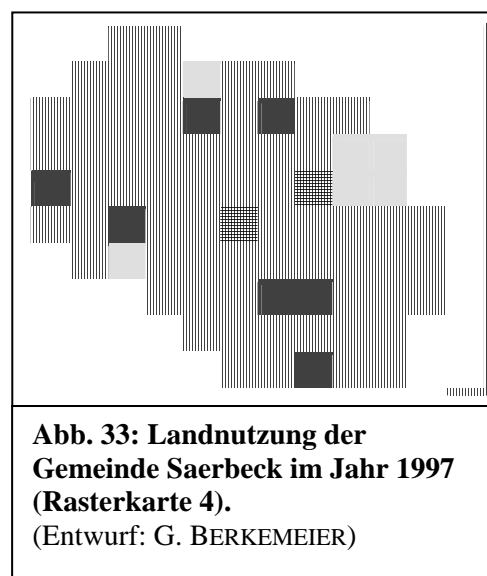 Abb. 33: Landnutzung der
Gemeinde Saerbeck im Jahr 1997
(Rasterkarte 4).
(Entwurf: G. BERKEMEIER)